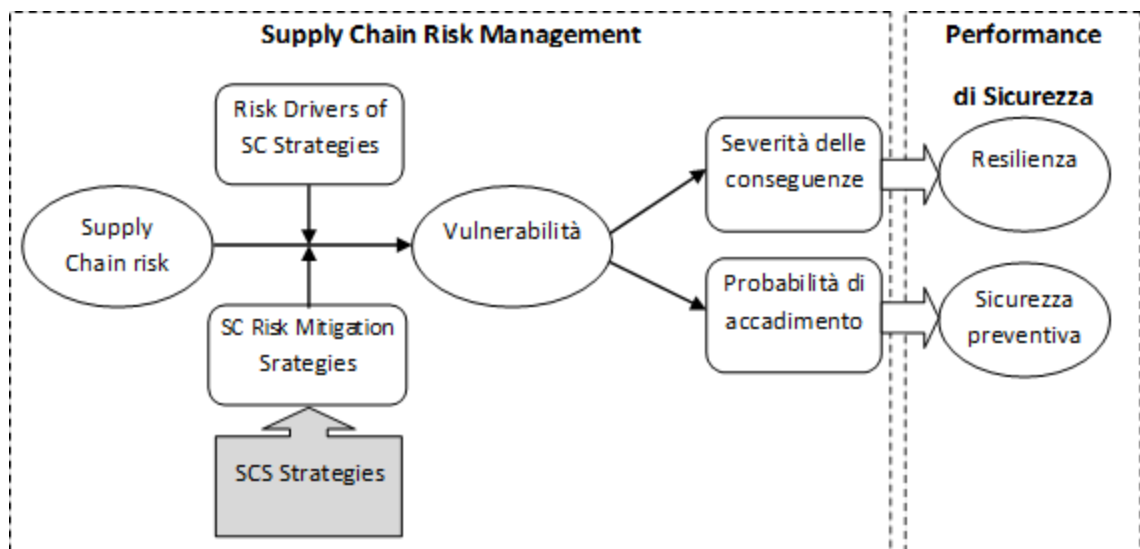 Supply Chain Risk Management
Performance
di Sicurezza
Risk Drivers of
SC Strategies
Severità delle
conseguenze
Resilienza
Supply
Chain risk
Vulnerabilità
Probabilità di
accadimento
Sicurezza
preventiva
SC Risk Mitigation
Srategies
SCS Strategies